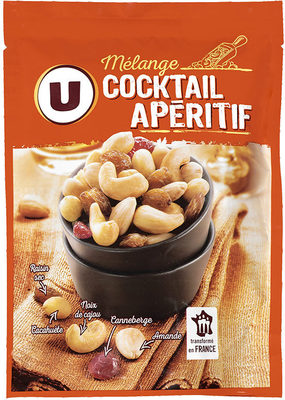 Mélange
U
COCKTAIL
APÉRITIF
Raisin
sec
Cacahuète
Noix
de cajou
Canneberge
Amande
transformé
en FRANCE